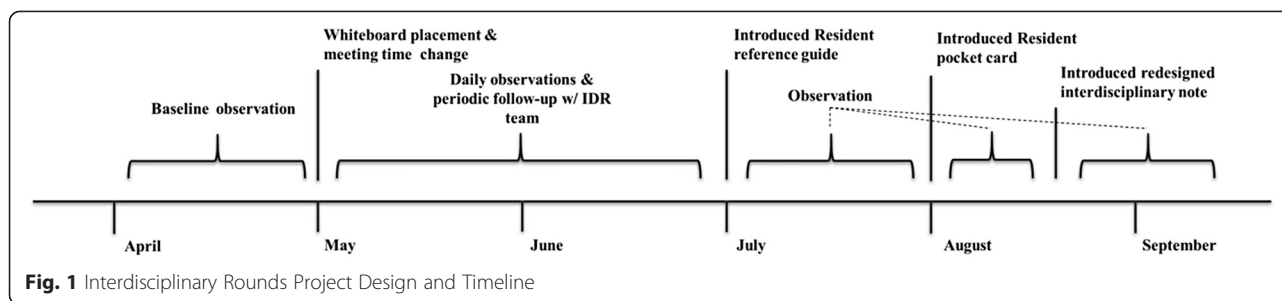 Whiteboard placement &
meeting time change
Introduced Resident
reference guide
Introduced Resident
pocket card
Introduced redesigned
interdisciplinary note
Baseline observation
Daily observations &
periodic follow-up w/ IDR
team
Observation
April
May
June
July
August
September
Fig. 1 Interdisciplinary Rounds Project Design and Timeline